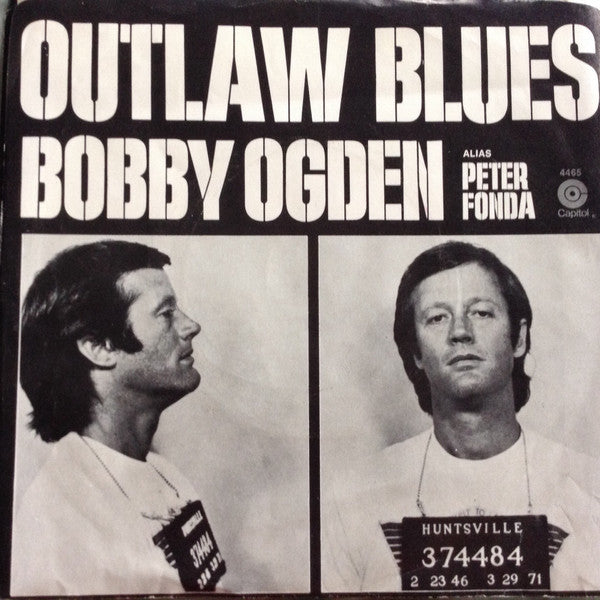 OUTLAW BLUES
BOBBY OGDEN
ALIAS
PETER
FONDA
4465
Capitol
374484
HUNTSVILLE
374484
2 23 46 3 29 71